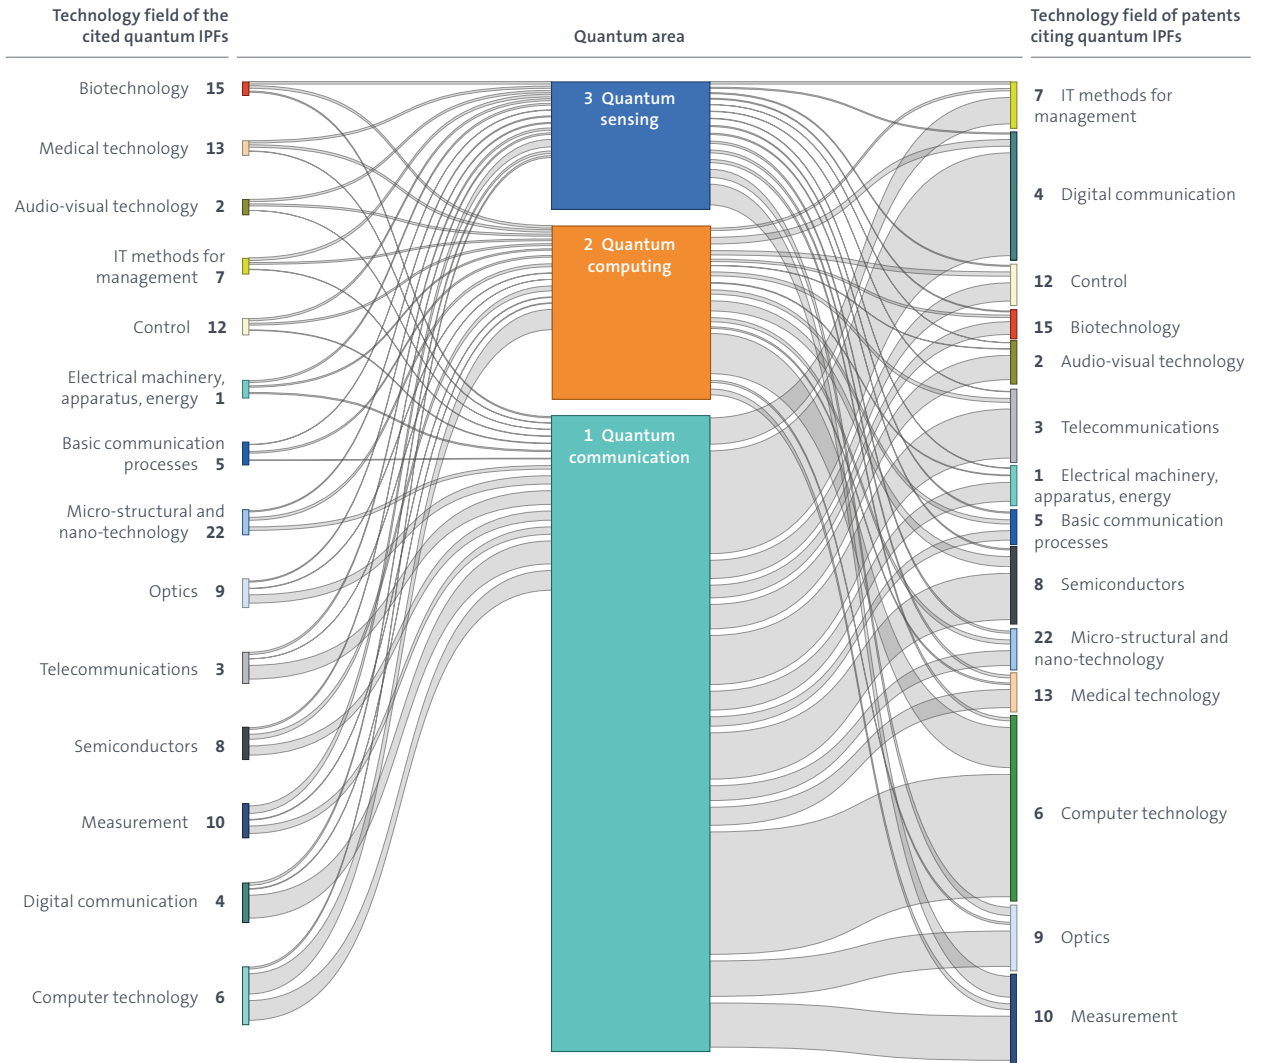 Technology field of the
cited quantum IPFs
Quantum area
Technology field of patents
citing quantum IPFs
Biotechnology 15
Medical technology 13
Audio-visual technology 2
IT methods for
management 7
Control 12
Electrical machinery,
apparatus, energy 1
Basic communication
processes 5
Micro-structural and
nano-technology 22
Optics 9
Telecommunications 3
Semiconductors 8
Measurement 10
Digital communication 4
Computer technology 6
3 Quantum
sensing
2 Quantum
computing
1 Quantum
communication
7 IT methods for
management
4 Digital communication
12 Control
15 Biotechnology
2 Audio-visual technology
3 Telecommunications
1 Electrical machinery,
apparatus, energy
5 Basic communication
processes
8 Semiconductors
22 Micro-structural and
nano-technology
13 Medical technology
6 Computer technology
9 Optics
10 Measurement